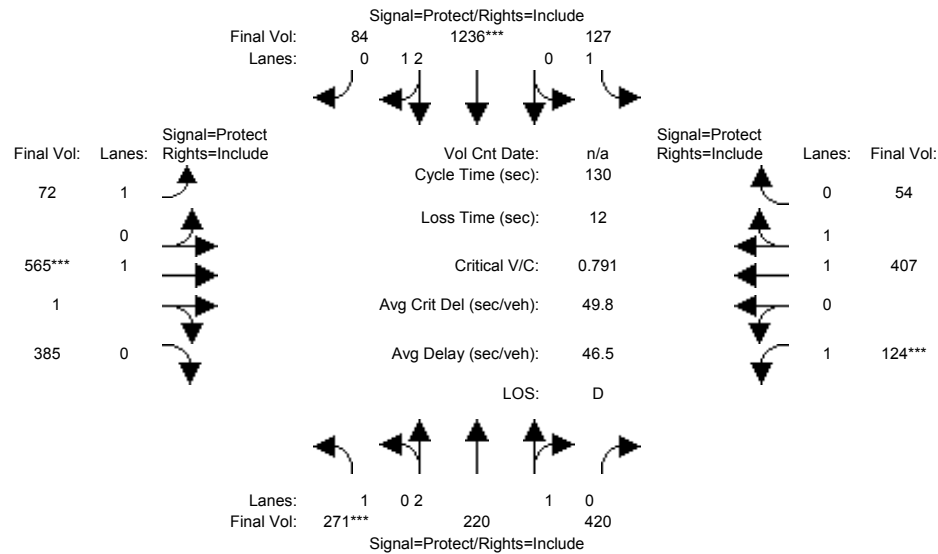 Signal=Protect/Rights=Include
Final Vol: 84 1236*** 127
Lanes: 0 1 2 0 1
Signal=Protect
Final Vol: Lanes: Rights=Include
Vol Cnt Date: n/a
Signal=Protect
Rights=Include Lanes: Final Vol:
Cycle Time (sec): 130
72 1
0 54
Loss Time (sec): 12
0
1
565*** 1
Critical V/C: 0.791
1 407
1
Avg Crit Del (sec/veh): 49.8
0
385 0
Avg Delay (sec/veh): 46.5
1 124***
LOS: D
Lanes: 1 0 2 1 0
Final Vol: 271*** 220 420
Signal=Protect/Rights=Include